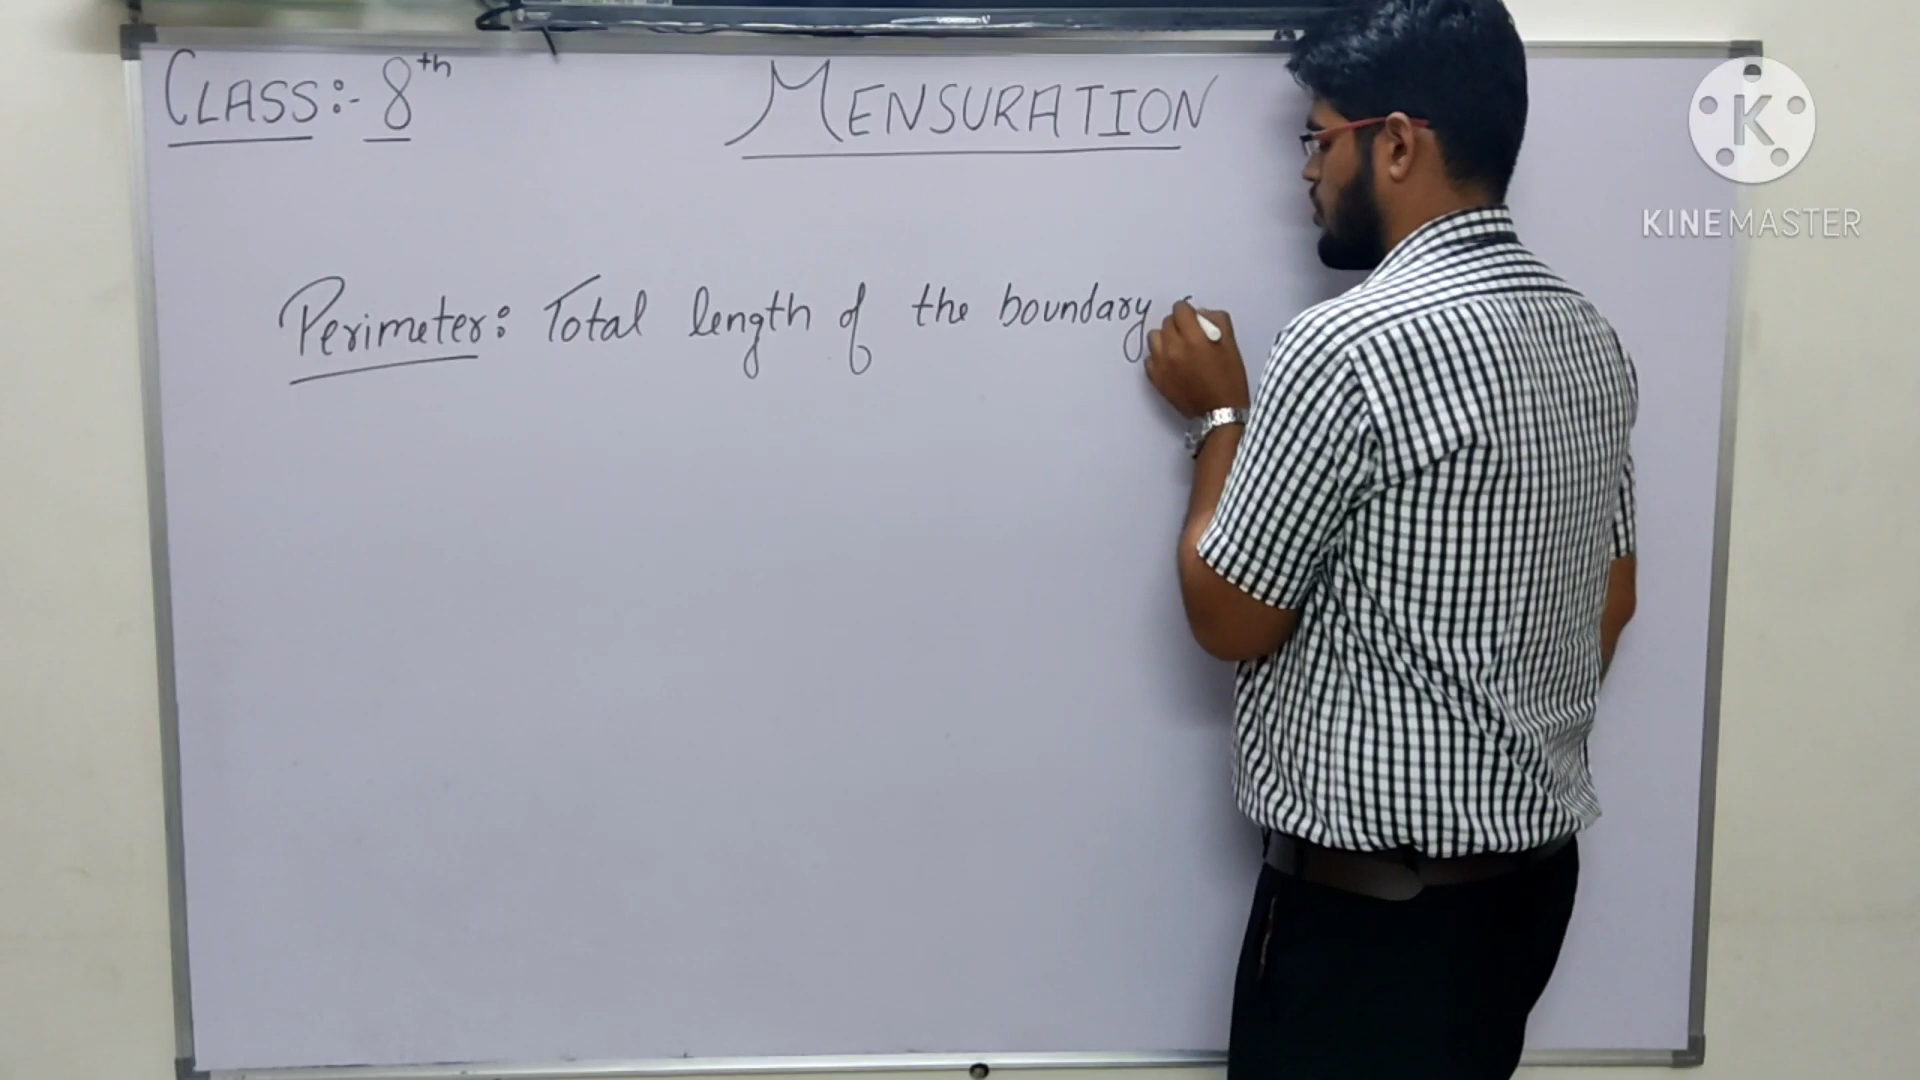 CLASS:- 8th
MENSURATION
K
KINEMASTER
Perimeter: Total length of the boundary